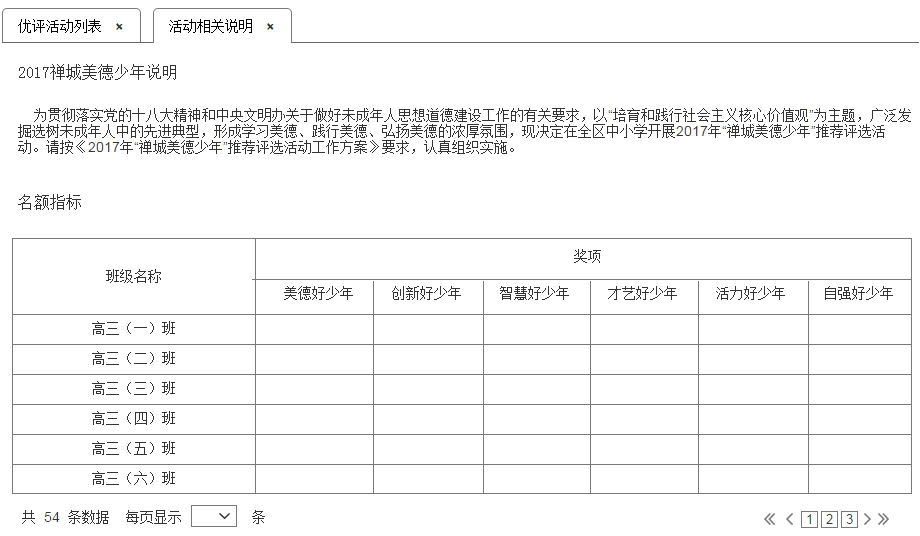 优评活动列表 × 活动相关说明 ×
2017禅城美德少年说明
为贯彻落实党的十八大精神和中央文明办关于做好未成年人思想道德建设工作的有关要求，以“培育和践行社会主义核心价值观”为主题，广泛发
掘选树未成年人中的先进典型，形成学习美德、践行美德、弘扬美德的浓厚氛围，现决定在全区中小学开展2017年“禅城美德少年”推荐评选活
动。请按《2017年“禅城美德少年”推荐评选活动工作方案》要求，认真组织实施。
名额指标
班级名称 奖项
美德好少年 创新好少年 智慧好少年 才艺好少年 活力好少年 自强好少年
高三（一）班
高三（二）班
高三（三）班
高三（四）班
高三（五）班
高三（六）班
共 54 条数据 每页显示 条 1 2 3